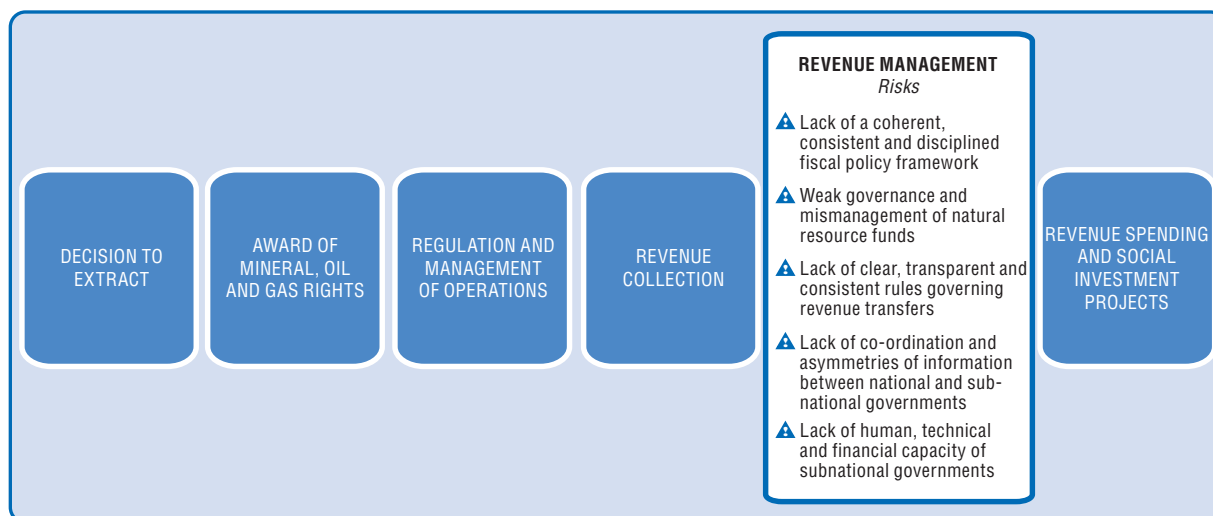 DECISION TO
EXTRACT
AWARD OF
MINERAL, OIL
AND GAS RIGHTS
REGULATION AND
MANAGEMENT
OF OPERATIONS
REVENUE
COLLECTION
REVENUE MANAGEMENT
Risks
Lack of a coherent,
consistent and disciplined
fiscal policy framework
Weak governance and
mismanagement of natural
resource funds
Lack of clear, transparent and
consistent rules governing
revenue transfers
Lack of co-ordination and
asymmetries of information
between national and sub-
national governments
Lack of human, technical
and financial capacity of
subnational governments
REVENUE SPENDING
AND SOCIAL
INVESTMENT
PROJECTS